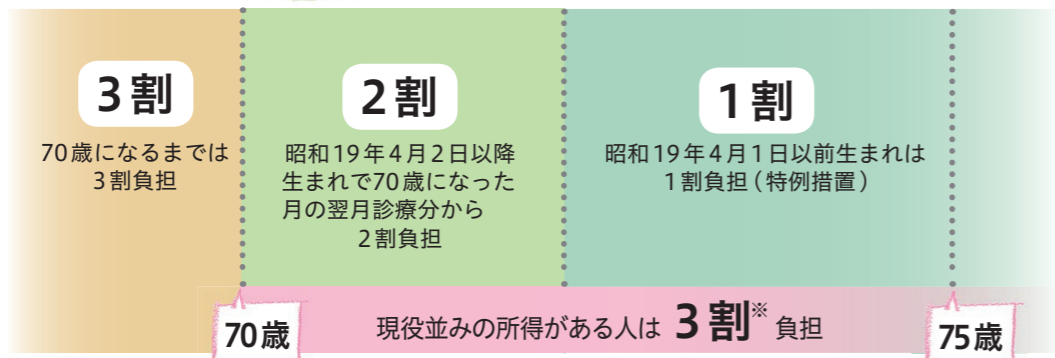 3割
70歳になるまでは
3割負担
2割
昭和19年4月2日以降
生まれで70歳になった
月の翌月診療分から
2割負担
1割
昭和19年4月1日以前生まれは
1割負担（特例措置）
現役並みの所得がある人は 3割※ 負担
70歳
75歳